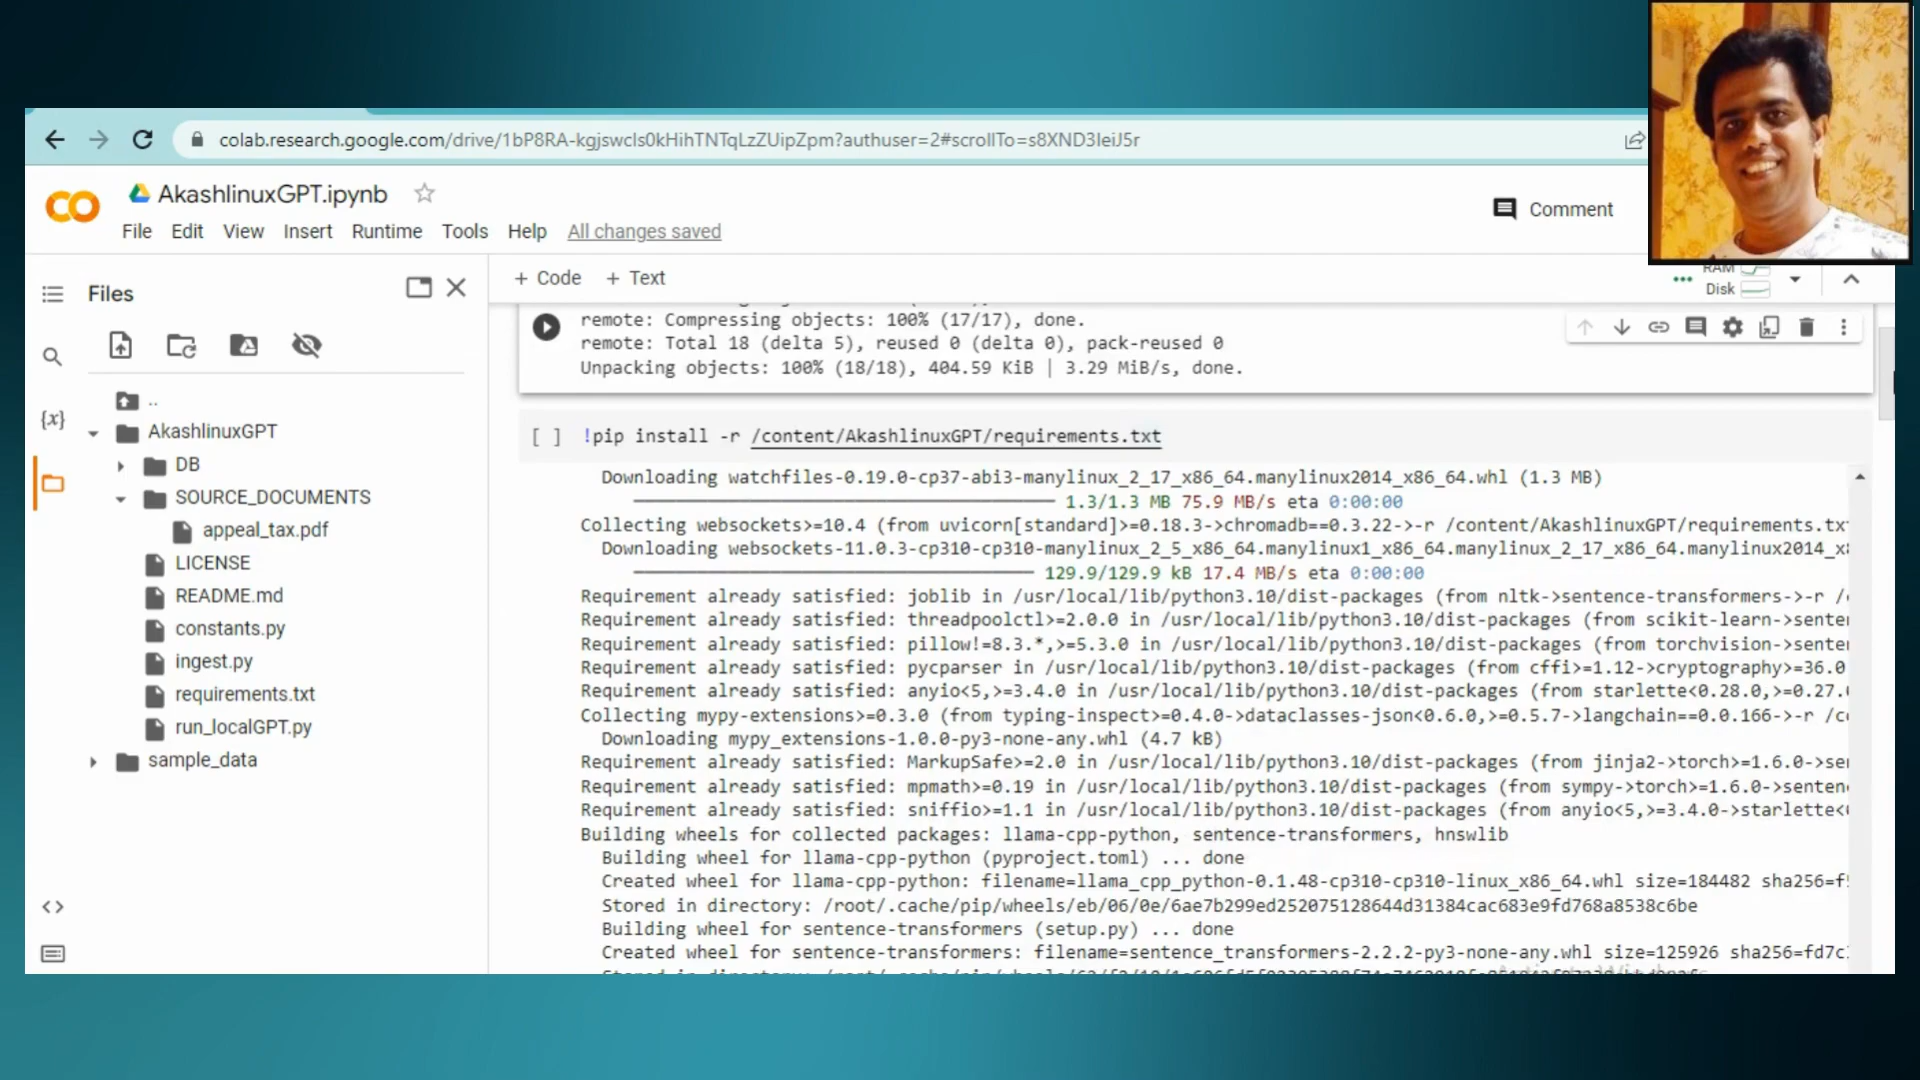 colab.research.google.com/drive/1bP8RA-kgjswcls0kHihTNTqLzZUipZpm?authuser=2#scrollTo=s8XND3IeiJ5r
AkashlinuxGPT.ipynb
Comment
File Edit View Insert Runtime Tools Help All changes saved
Files
+ Code + Text
RAM
Disk
remote: Compressing objects: 100% (17/17), done.
remote: Total 18 (delta 5), reused 0 (delta 0), pack-reused 0
Unpacking objects: 100% (18/18), 404.59 KiB | 3.29 MiB/s, done.
{x}
..
AkashlinuxGPT
DB
SOURCE_DOCUMENTS
appeal_tax.pdf
LICENSE
README.md
constants.py
ingest.py
requirements.txt
run_localGPT.py
sample_data
[ ] !pip install -r /content/AkashlinuxGPT/requirements.txt
Downloading watchfiles-0.19.0-cp37-abi3-manylinux_2_17_x86_64.manylinux2014_x86_64.whl (1.3 MB)
1.3/1.3 MB 75.9 MB/s eta 0:00:00
Collecting websockets>=10.4 (from uvicorn[standard]>=0.18.3->chromadb==0.3.22->-r /content/AkashlinuxGPT/requirements.tx
Downloading websockets-11.0.3-cp310-cp310-manylinux_2_5_x86_64.manylinux1_x86_64.manylinux_2_17_x86_64.manylinux2014_x
129.9/129.9 kB 17.4 MB/s eta 0:00:00
Requirement already satisfied: joblib in /usr/local/lib/python3.10/dist-packages (from nltk->sentence-transformers->-r /
Requirement already satisfied: threadpoolctl>=2.0.0 in /usr/local/lib/python3.10/dist-packages (from scikit-learn->sente
Requirement already satisfied: pillow!=8.3.*,>=5.3.0 in /usr/local/lib/python3.10/dist-packages (from torchvision->sente
Requirement already satisfied: pycparser in /usr/local/lib/python3.10/dist-packages (from cffi>=1.12->cryptography>=36.0
Requirement already satisfied: anyio<5,>=3.4.0 in /usr/local/lib/python3.10/dist-packages (from starlette<0.28.0,>=0.27.
Collecting mypy-extensions>=0.3.0 (from typing-inspect>=0.4.0->dataclasses-json<0.6.0,>=0.5.7->langchain==0.0.166->-r /c
Downloading mypy_extensions-1.0.0-py3-none-any.whl (4.7 kB)
Requirement already satisfied: MarkupSafe>=2.0 in /usr/local/lib/python3.10/dist-packages (from jinja2->torch>=1.6.0->se
Requirement already satisfied: mpmath>=0.19 in /usr/local/lib/python3.10/dist-packages (from sympy->torch>=1.6.0->senten
Requirement already satisfied: sniffio>=1.1 in /usr/local/lib/python3.10/dist-packages (from anyio<5,>=3.4.0->starlette<
Building wheels for collected packages: llama-cpp-python, sentence-transformers, hnswlib
Building wheel for llama-cpp-python (pyproject.toml) ... done
Created wheel for llama-cpp-python: filename=llama_cpp_python-0.1.48-cp310-cp310-linux_x86_64.whl size=184482 sha256=f
Stored in directory: /root/.cache/pip/wheels/eb/06/0e/6ae7b299ed252075128644d31384cac683e9fd768a8538c6be
Building wheel for sentence-transformers (setup.py) ... done
Created wheel for sentence-transformers: filename=sentence_transformers-2.2.2-py3-none-any.whl size=125926 sha256=fd7c